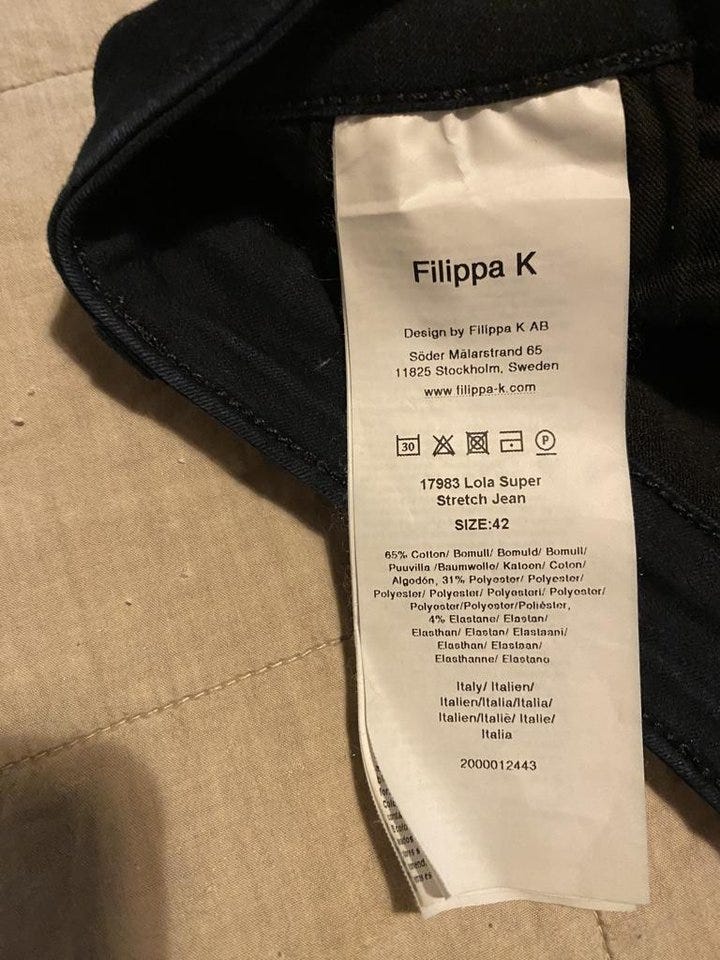 Filippa K
Design by Filippa K AB
Söder Mälarstrand 65
11825 Stockholm, Sweden
www.filippa-k.com
30 P
17983 Lola Super
Stretch Jean
SIZE:42
65% Cotton/ Bomull/ Bomuld/ Bomull/
Puuvilla /Baumwolle/ Katoen/ Coton/
Algodón, 31% Polyester/ Polyester/
Polyester/ Polyester/ Polyesteri/ Polyester/
Polyester/Polyester/Poliéster,
4% Elastane/ Elastan/
Elasthan/ Elastan/ Elastaani/
Elasthan/ Elastaan/
Elasthanne/ Elastano
Italy/ Italien/
Italien/Italia/Italia/
Italien/Italië/ Italie/
Italia
2000012443